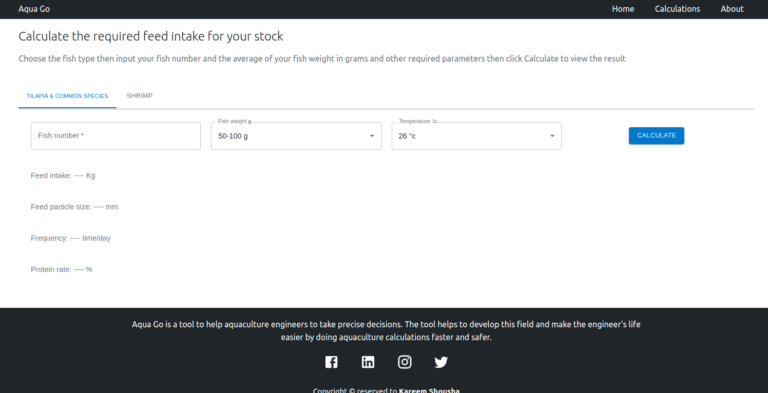 Aqua Go
Home Calculations About
Calculate the required feed intake for your stock
Choose the fish type then input your fish number and the average of your fish weight in grams and other required parameters then click Calculate to view the result
TILAPIA & COMMON SPECIES SHRIMP
Fish number *
Fish wieght g
50-100 g
Temperature °c
26 °c
CALCULATE
Feed intake: ---- Kg
Feed particle size: ---- mm
Frequency: ---- time/day
Protein rate: ---- %
Aqua Go is a tool to help aquaculture engineers to take precise decisions. The tool helps to develop this field and make the engineer's life
easier by doing aquaculture calculations faster and safer.
Copyright © reserved to Kareem Shousha